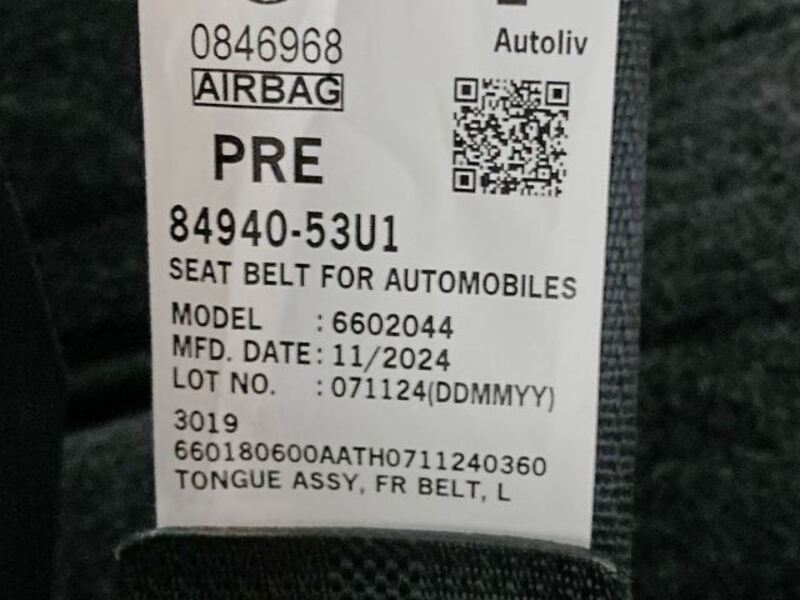 0846968
Autoliv
AIRBAG
PRE
84940-53U1
SEAT BELT FOR AUTOMOBILES
MODEL : 6602044
MFD. DATE : 11/2024
LOT NO. : 071124(DDMMYY)
3019
660180600AATH0711240360
TONGUE ASSY, FR BELT, L